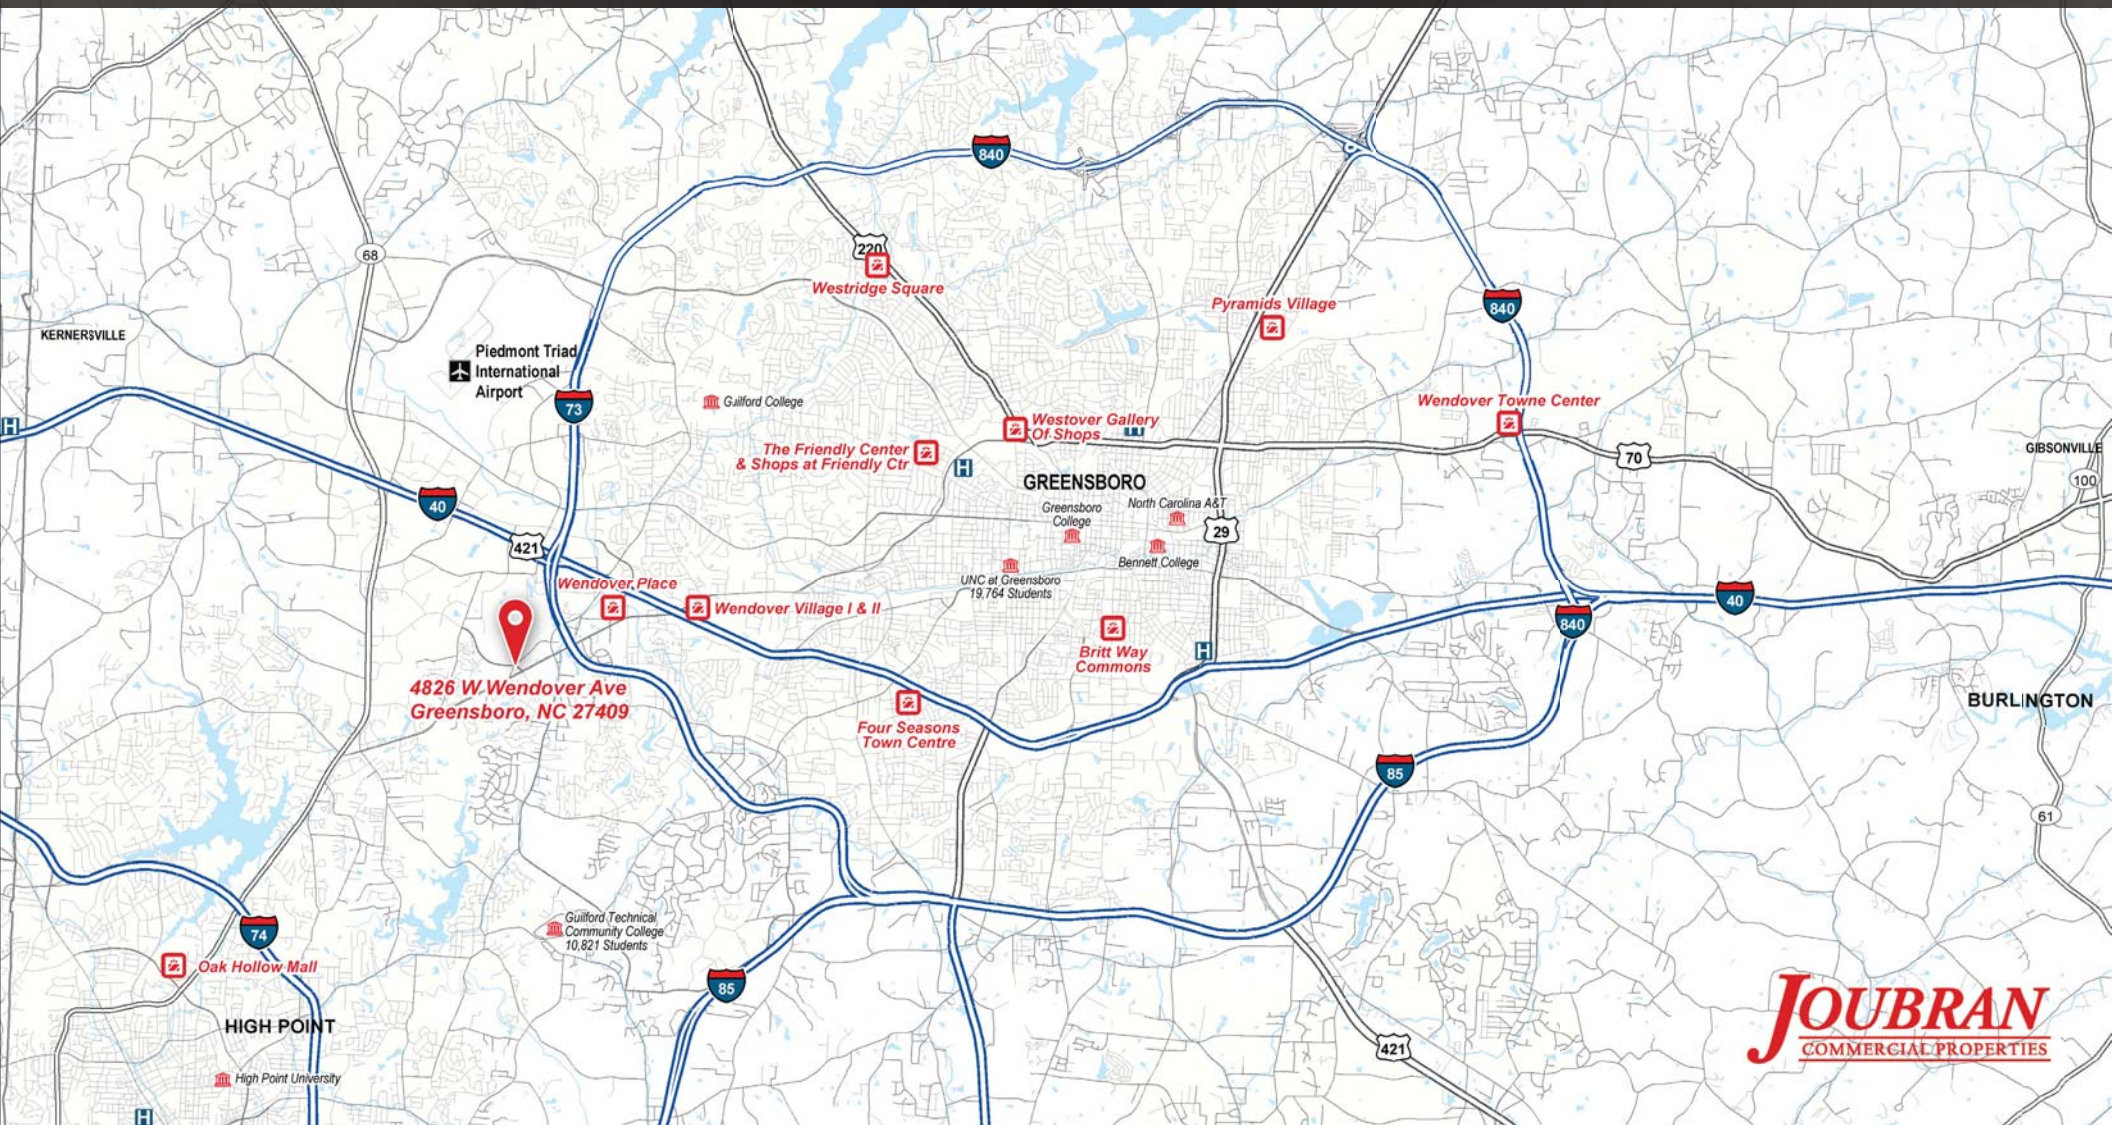 840
220
Westridge Square
68
Pyramids Village
840
KERNERSVILLE
Piedmont Triad
International
Airport
73
Guilford College
Wendover Towne Center
Westover Gallery
Of Shops
H
H
The Friendly Center
& Shops at Friendly Ctr
H
70
GIBSONVILLE
100
GREENSBORO
Greensboro
College
North Carolina A&T
40
421
29
Bennett College
UNC at Greensboro
19,764 Students
Wendover Place
Wendover Village I & II
40
840
Britt Way
Commons
H
4826 W Wendover Ave
Greensboro, NC 27409
BURLINGTON
Four Seasons
Town Centre
85
61
Guilford Technical
Community College
10,821 Students
74
Oak Hollow Mall
85
HIGH POINT
421
JOUBRAN
COMMERCIAL PROPERTIES
High Point University
H